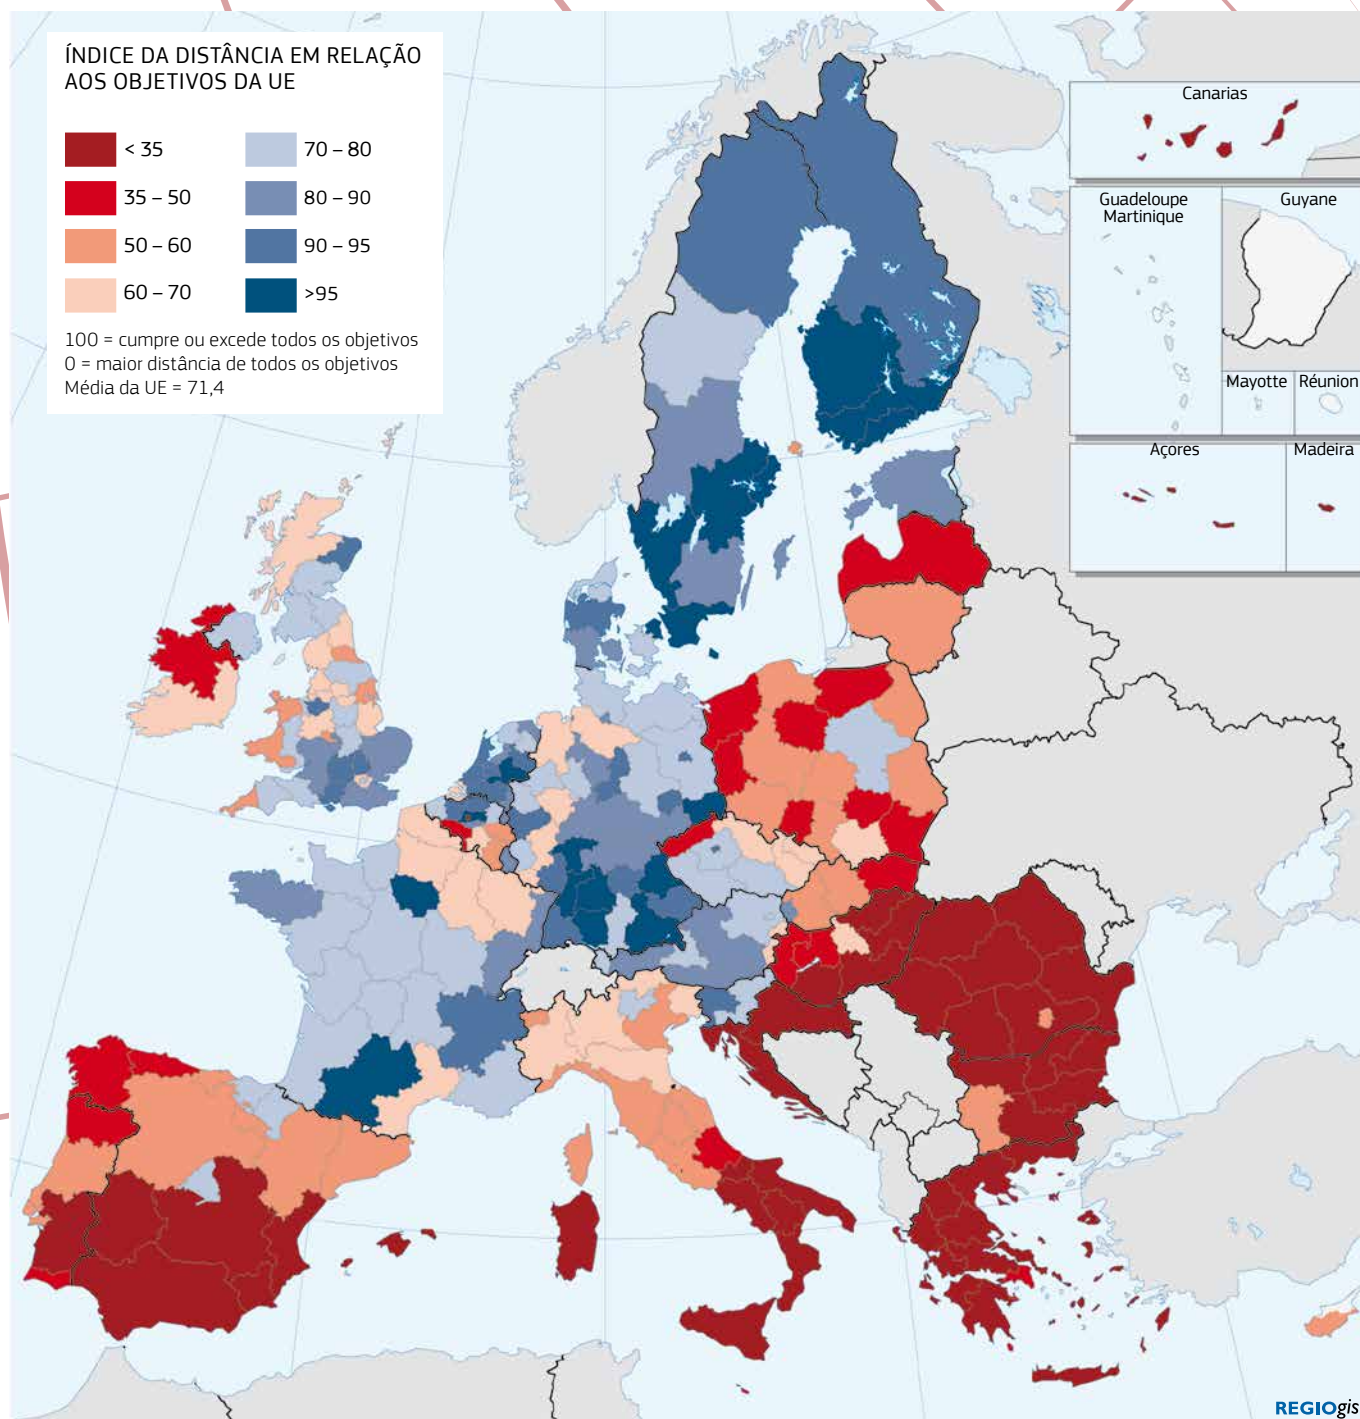 ÍNDICE DA DISTÂNCIA EM RELAÇÃO
AOS OBJETIVOS DA UE
< 35
35 – 50
50 – 60
60 – 70
70 – 80
80 – 90
90 – 95
>95
100 = cumpre ou excede todos os objetivos
0 = maior distância de todos os objetivos
Média da UE = 71,4
Canarias
Guadeloupe
Martinique
Guyane
Mayotte
Réunion
Açores
Madeira
REGIOgis